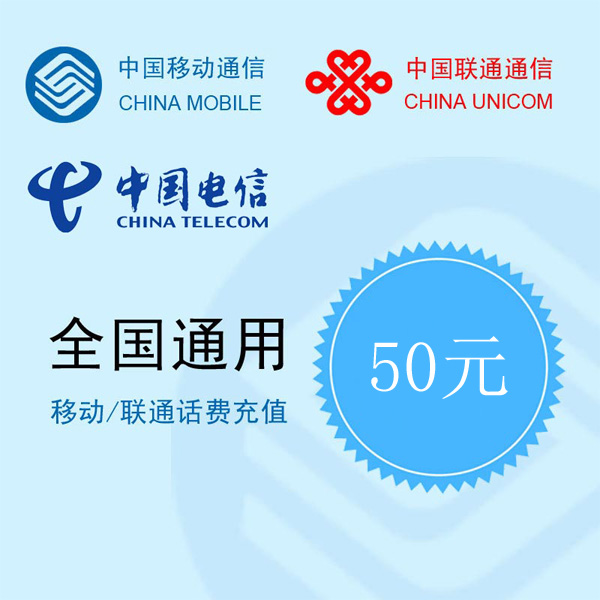 中国移动通信
CHINA MOBILE
中国联通通信
CHINA UNICOM
中国电信
CHINA TELECOM
全国通用
移动/联通话费充值
50元